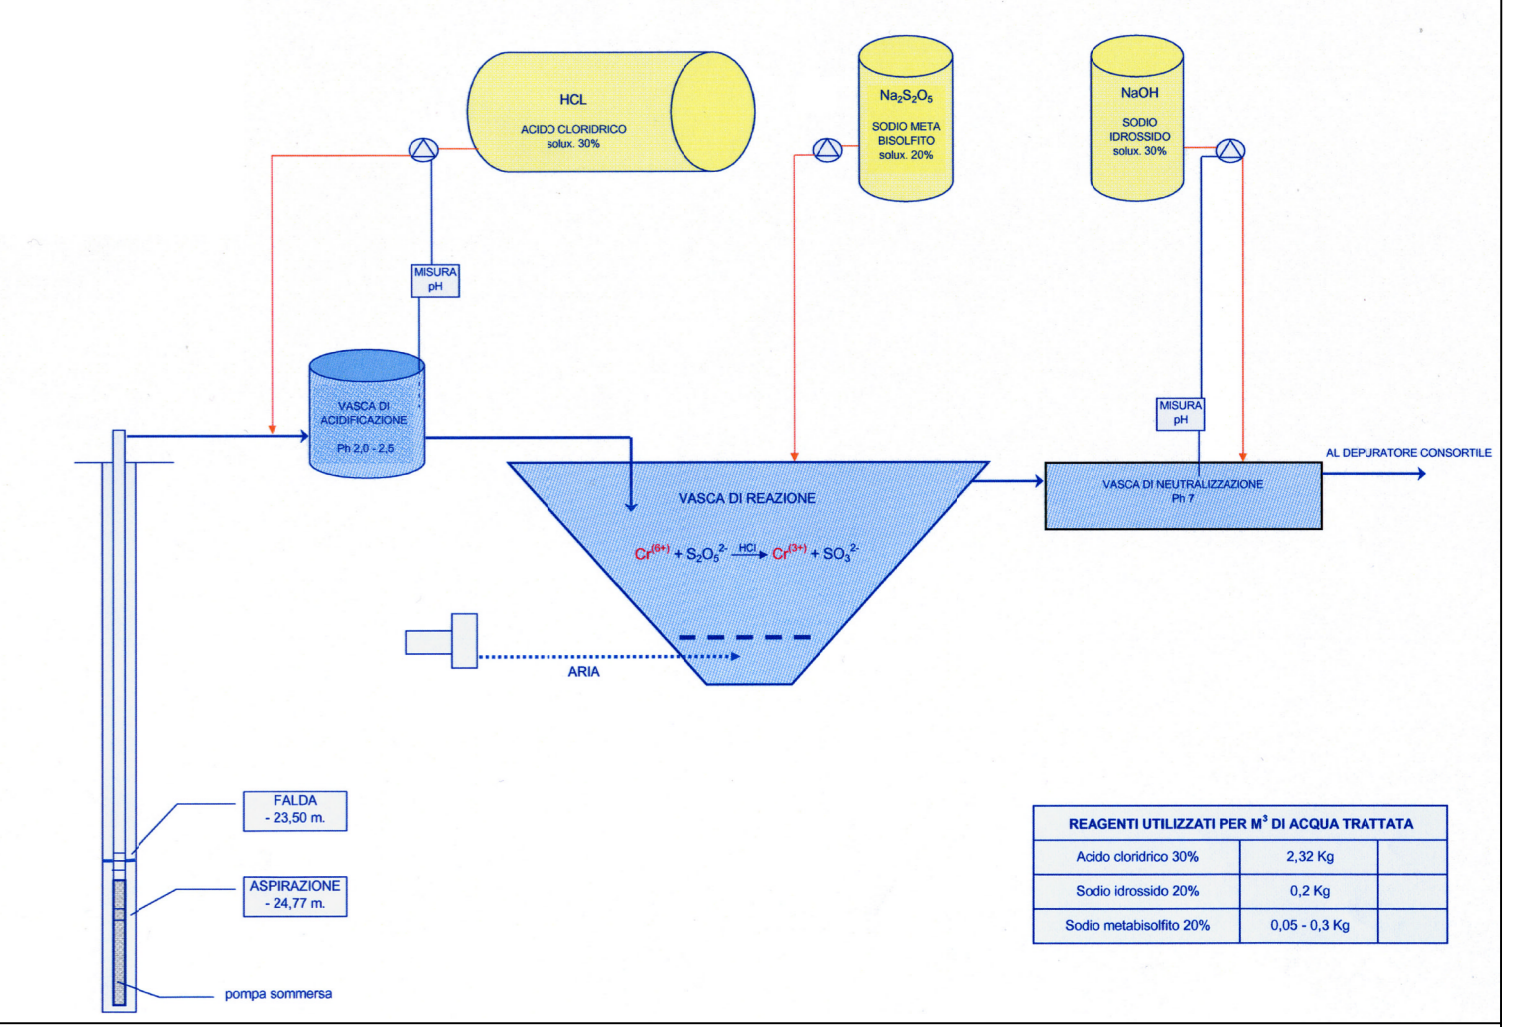 HCL
ACIDO CLORIDRICO
solux. 30%
Na₂S₂O₅
SODIO META
BISOLFITO
solux. 20%
NaOH
SODIO
IDROSSIDO
solux. 30%
MISURA
pH
VASCA DI
ACIDIFICAZIONE
Ph 2,0 - 2,5
MISURA
pH
AL DEPURATORE CONSORTILE
VASCA DI REAZIONE
VASCA DI NEUTRALIZZAZIONE
Ph 7
Cr⁽⁶⁺⁾ + S₂O₅²⁻ HCl Cr⁽³⁺⁾ + SO₃²⁻
ARIA
FALDA
- 23,50 m.
ASPIRAZIONE
- 24,77 m.
pompa sommersa
REAGENTI UTILIZZATI PER M³ DI ACQUA TRATTATA
Acido cloridrico 30% 2,32 Kg
Sodio idrossido 20% 0,2 Kg
Sodio metabisolfito 20% 0,05 - 0,3 Kg